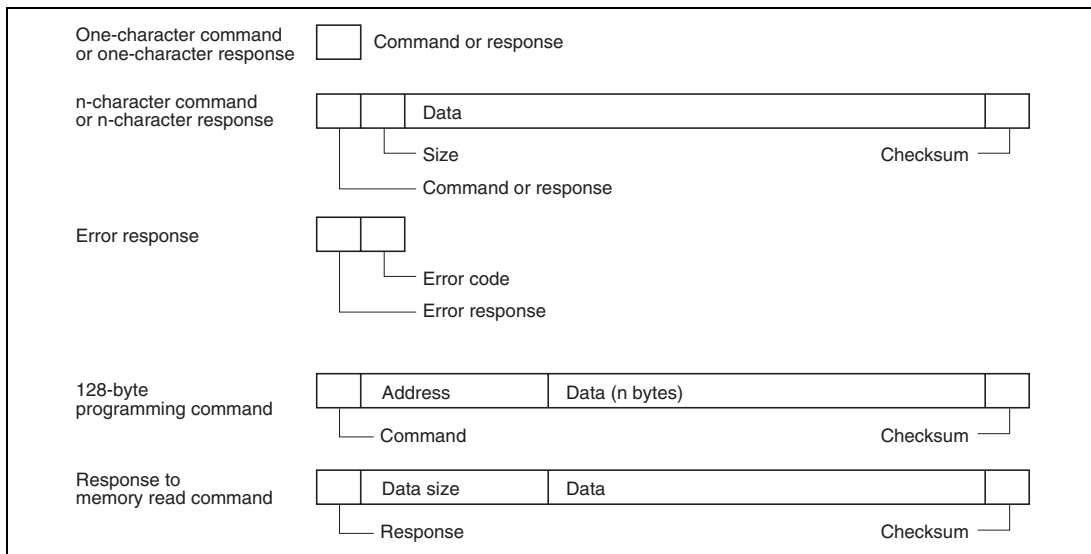 One-character command
or one-character response
Command or response
n-character command
or n-character response
Data
Size
Checksum
Command or response
Error response
Error code
Error response
128-byte
programming command
Address
Data (n bytes)
Command
Checksum
Response to
memory read command
Data size
Data
Response
Checksum